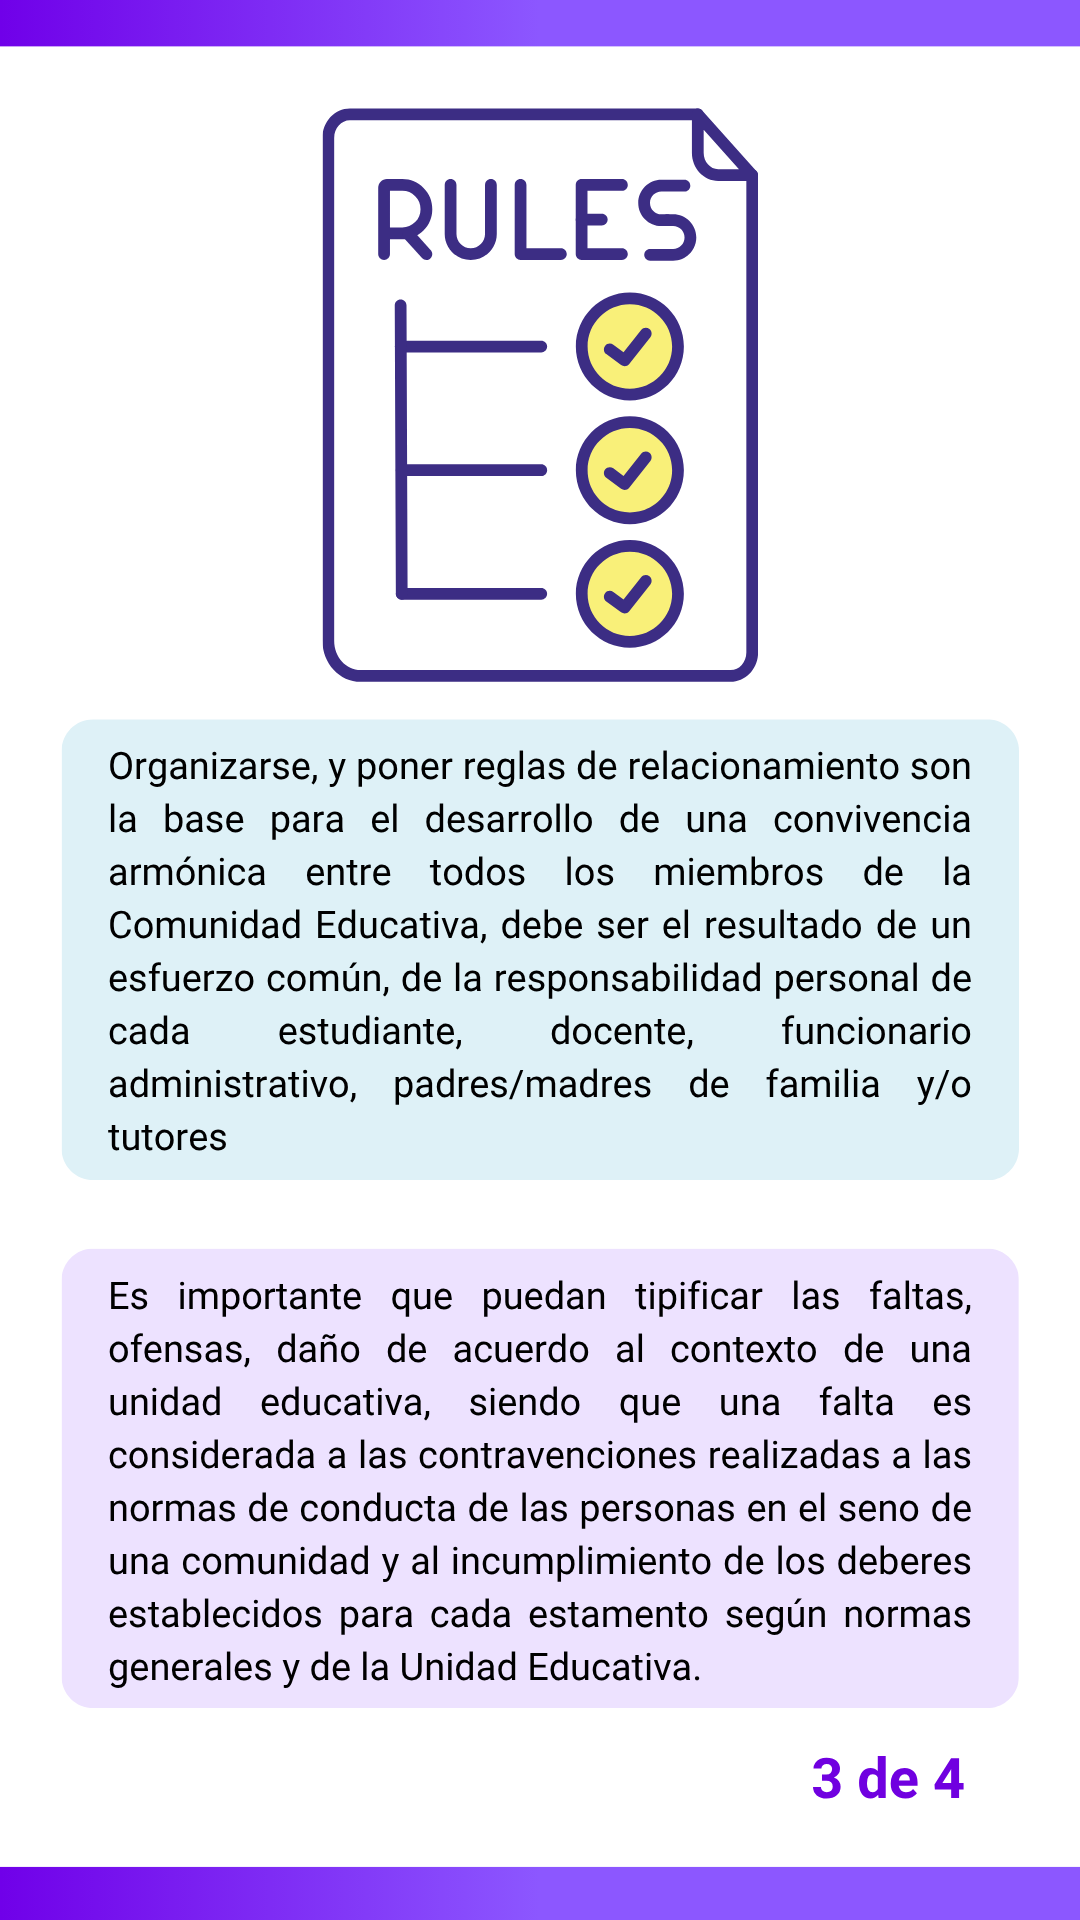 RULES
Organizarse, y poner reglas de relacionamiento son
la base para el desarrollo de una convivencia
armónica entre todos los miembros de la
Comunidad Educativa, debe ser el resultado de un
esfuerzo común, de la responsabilidad personal de
cada estudiante, docente, funcionario
administrativo, padres/madres de familia y/o
tutores
Es importante que puedan tipificar las faltas,
ofensas, daño de acuerdo al contexto de una
unidad educativa, siendo que una falta es
considerada a las contravenciones realizadas a las
normas de conducta de las personas en el seno de
una comunidad y al incumplimiento de los deberes
establecidos para cada estamento según normas
generales y de la Unidad Educativa.
3 de 4